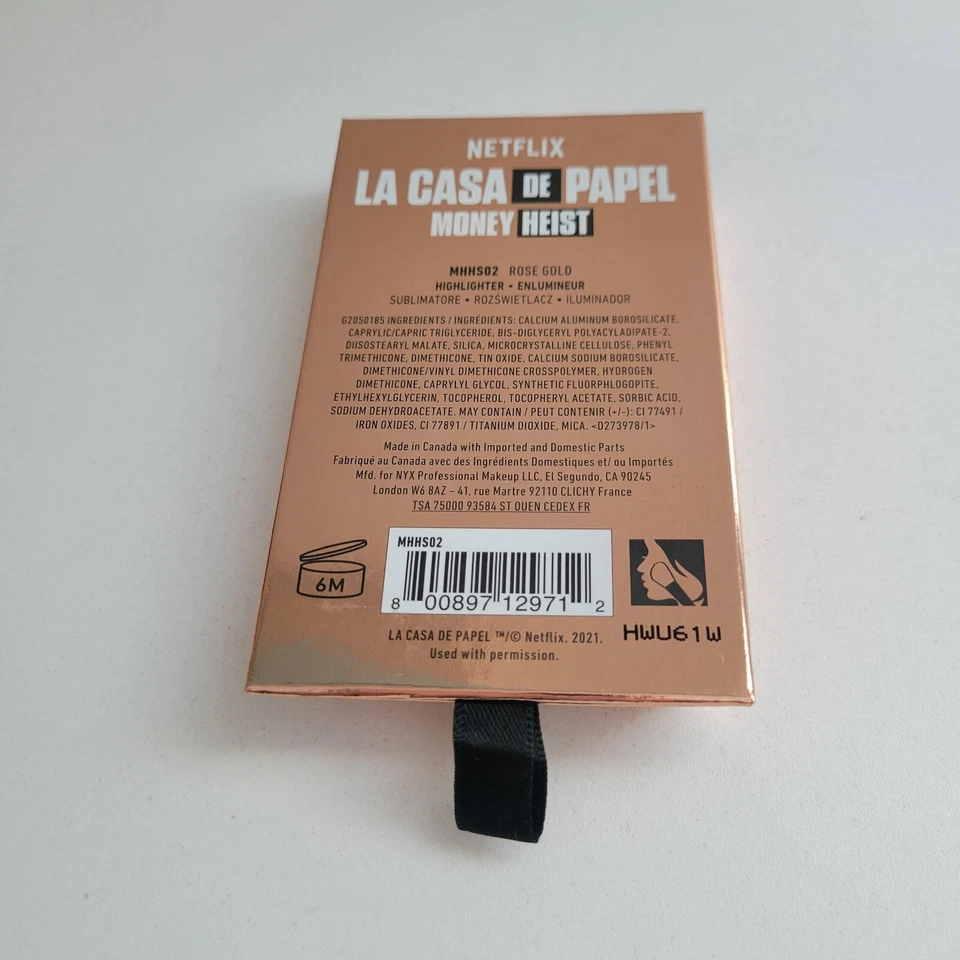 NETFLIX
LA CASA DE PAPEL
MONEY HEIST
MHHS02 ROSE GOLD
HIGHLIGHTER • ENLUMINEUR
SUBLIMATORE • ROZŚWIETLACZ • ILUMINADOR
G2050185 INGREDIENTS / INGRÉDIENTS: CALCIUM ALUMINUM BOROSILICATE,
CAPRYLIC/CAPRIC TRIGLYCERIDE, BIS-DIGLYCERYL POLYACYLADIPATE-2,
DIISOSTEARYL MALATE, SILICA, MICROCRYSTALLINE CELLULOSE, PHENYL
TRIMETHICONE, DIMETHICONE, TIN OXIDE, CALCIUM SODIUM BOROSILICATE,
DIMETHICONE/VINYL DIMETHICONE CROSSPOLYMER, HYDROGEN
DIMETHICONE, CAPRYLYL GLYCOL, SYNTHETIC FLUORPHLOGOPITE,
ETHYLHEXYLGLYCERIN, TOCOPHEROL, TOCOPHERYL ACETATE, SORBIC ACID,
SODIUM DEHYDROACETATE. MAY CONTAIN / PEUT CONTENIR (+/-): CI 77491 /
IRON OXIDES, CI 77891 / TITANIUM DIOXIDE, MICA. <D273978/1>
Made in Canada with Imported and Domestic Parts
Fabriqué au Canada avec des Ingrédients Domestiques et/ ou Importés
Mfd. for NYX Professional Makeup LLC, El Segundo, CA 90245
London W6 8AZ – 41, rue Martre 92110 CLICHY France
TSA 75000 93584 ST OUEN CEDEX FR
MHHS02
6M
8 00897 12971 2
HWU61W
LA CASA DE PAPEL ™/© Netflix. 2021.
Used with permission.